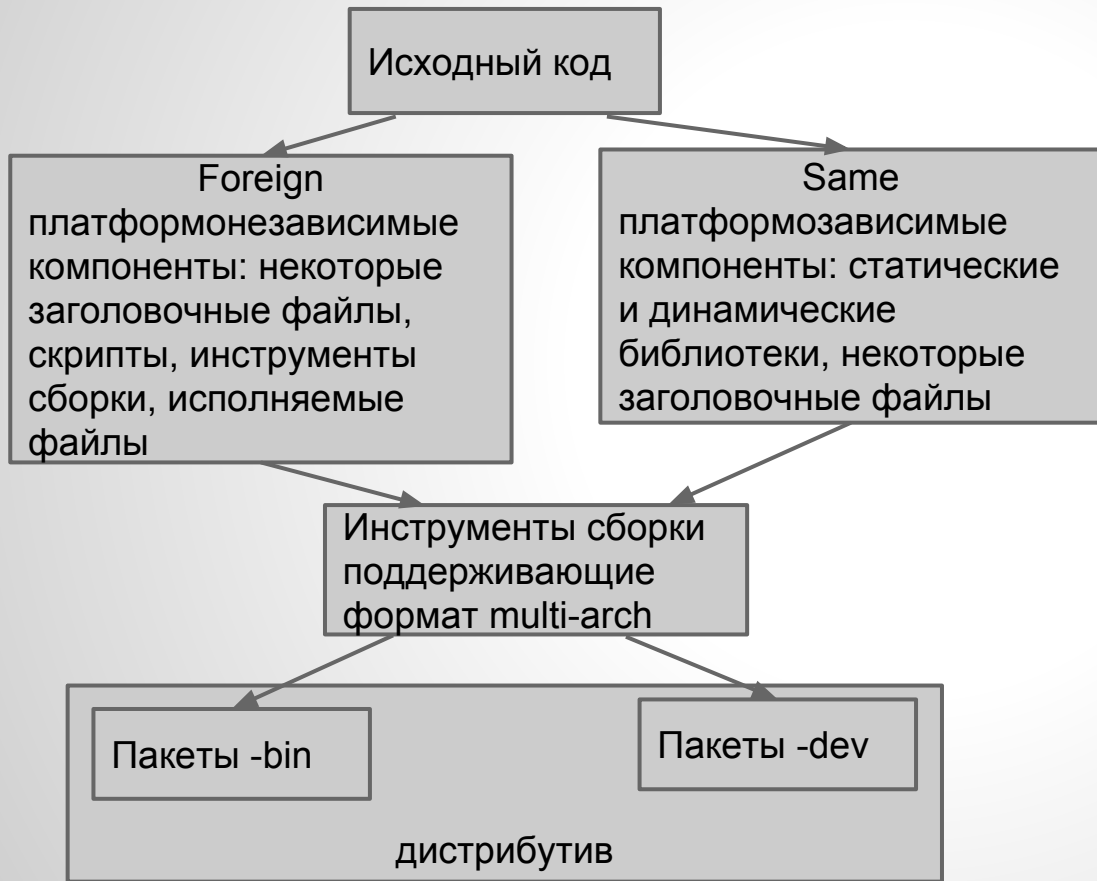 Исходный код
Foreign
платформонезависимые
компоненты: некоторые
заголовочные файлы,
скрипты, инструменты
сборки, исполняемые
файлы
Same
платформозависимые
компоненты: статические
и динамические
библиотеки, некоторые
заголовочные файлы
Инструменты сборки
поддерживающие
формат multi-arch
Пакеты -bin
Пакеты -dev
дистрибутив